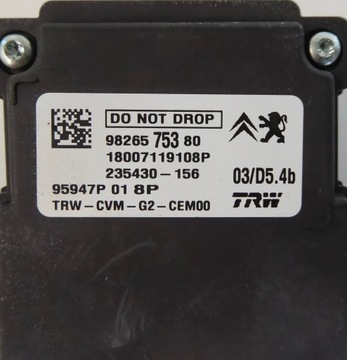 DO NOT DROP
98265 753 80
18007119108P
235430-156 03/D5.4b
95947P 01 8P
TRW-CVM-G2-CEM00 TRW